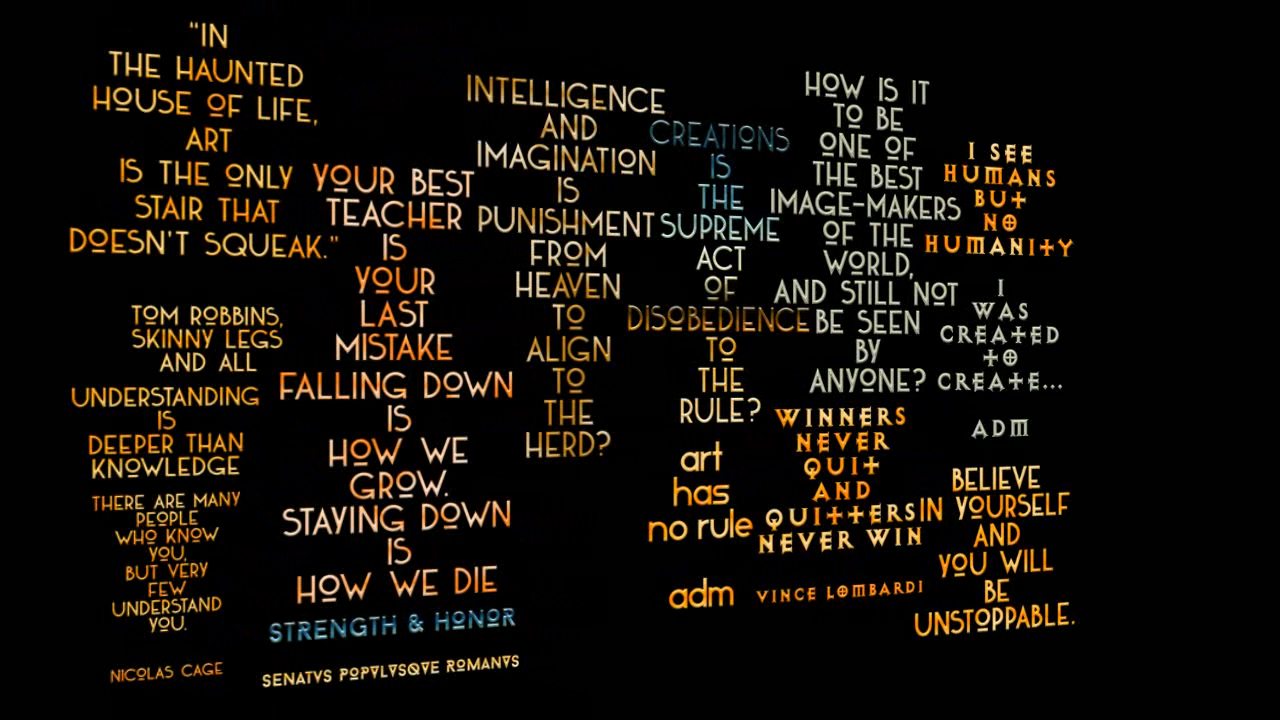 "IN
THE HAUNTED
HOUSE OF LIFE,
ART
IS THE ONLY
STAIR THAT
DOESN'T SQUEAK."
TOM ROBBINS,
SKINNY LEGS
AND ALL
UNDERSTANDING
IS
DEEPER THAN
KNOWLEDGE
THERE ARE MANY
PEOPLE
WHO KNOW
YOU,
BUT VERY
FEW
UNDERSTAND
YOU.
NICOLAS CAGE
YOUR BEST
TEACHER
IS
YOUR
LAST
MISTAKE
FALLING DOWN
IS
HOW WE
GROW.
STAYING DOWN
IS
HOW WE DIE
STRENGTH & HONOR
SENATVS POPVLVSQVE ROMANVS
INTELLIGENCE
AND
IMAGINATION
IS
PUNISHMENT
FROM
HEAVEN
TO
ALIGN
TO
THE
HERD?
CREATIONS
IS
THE
SUPREME
ACT
OF
DISOBEDIENCE
TO
THE
RULE?
art
has
no rule
adm
HOW IS IT
TO BE
ONE OF
THE BEST
IMAGE-MAKERS
OF THE
WORLD,
AND STILL NOT
BE SEEN
BY
ANYONE?
WINNERS
NEVER
QUIT
AND
QUITTERS
NEVER WIN
VINCE LOMBARDI
I SEE
HUMANS
BUT
NO
HUMANITY
I
WAS
CREATED
TO
CREATE...
ADM
BELIEVE
IN YOURSELF
AND
YOU WILL
BE
UNSTOPPABLE.